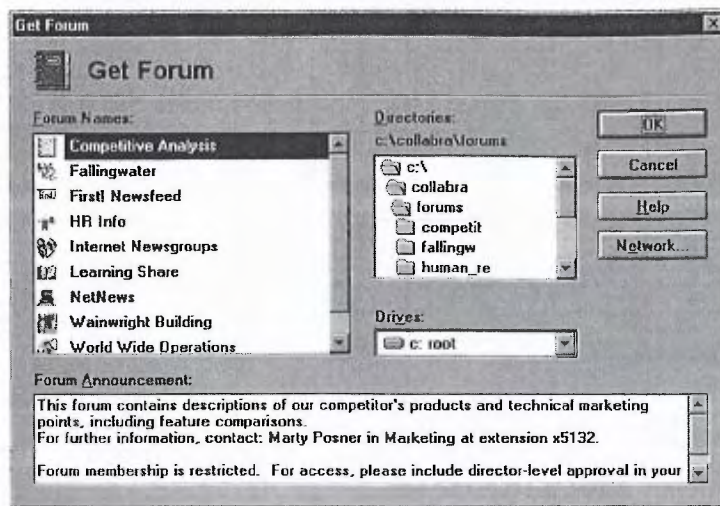 Get Forum
Get Forum
Forum Names:
Competitive Analysis
Fallingwater
First! Newsfeed
HR Info
Internet Newsgroups
Learning Share
NetNews
Wainwright Building
World Wide Operations
Directories:
c:\collabra\forums
c:\
collabra
forums
competit
fallingw
human_re
Drives:
c: root
OK
Cancel
Help
Network...
Forum Announcement:
This forum contains descriptions of our competitor's products and technical marketing
points, including feature comparisons.
For further information, contact: Marty Posner in Marketing at extension x5132.
Forum membership is restricted.  For access, please include director-level approval in your